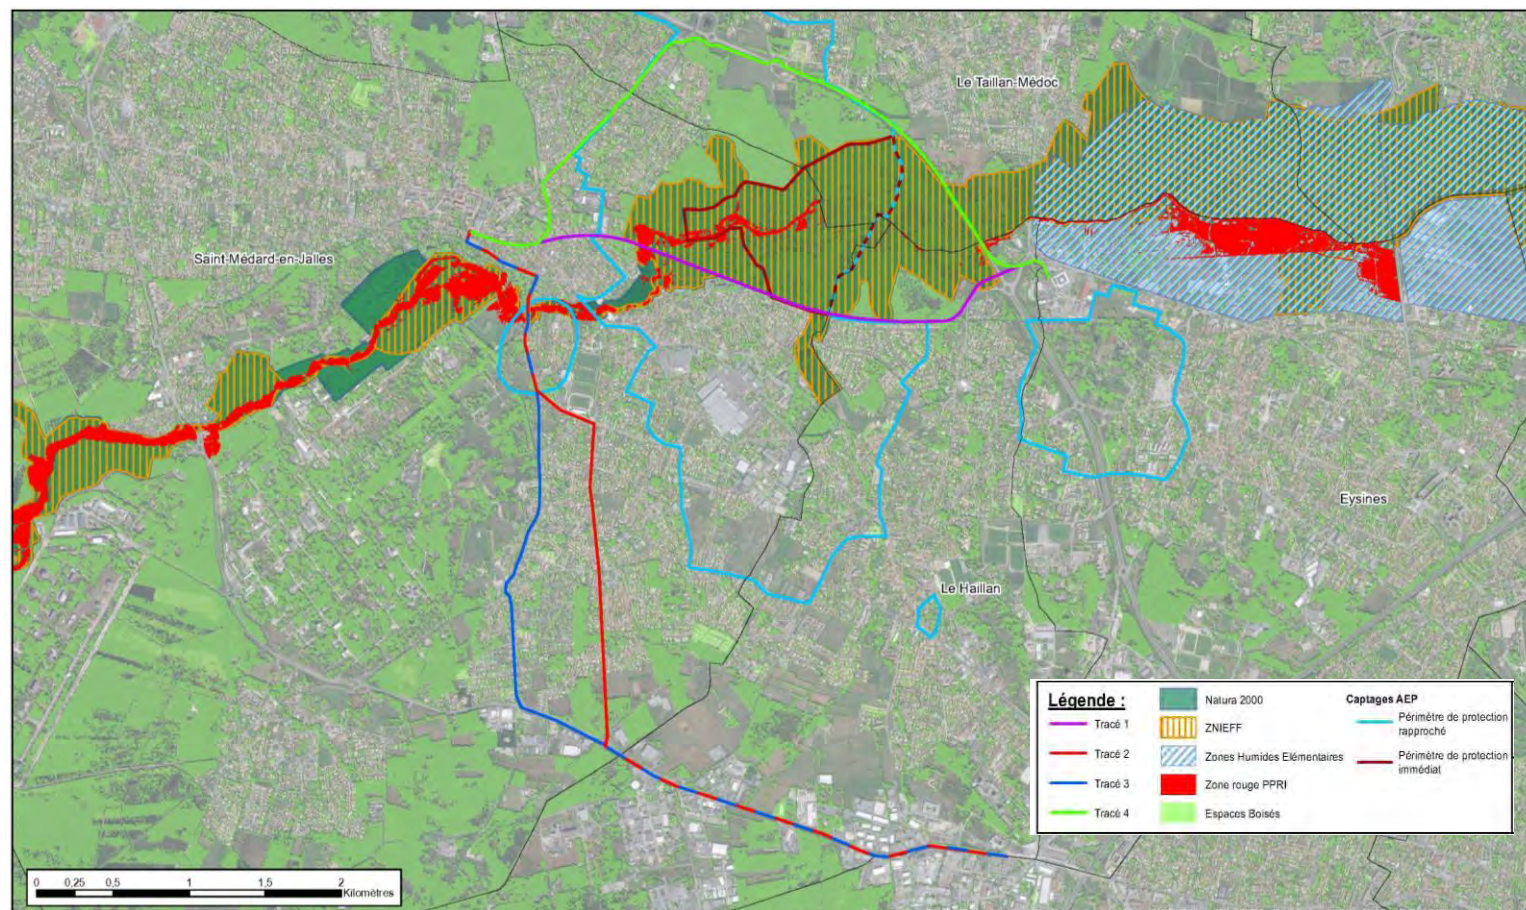 Le Taillan-Médoc
Saint-Médard-en-Jalles
Eysines
Le Haillan
Légende :
Tracé 1
Tracé 2
Tracé 3
Tracé 4
Natura 2000
ZNIEFF
Zones Humides Elémentaires
Zone rouge PPRI
Espaces Boisés
Captages AEP
Périmètre de protection
rapproché
Périmètre de protection
immédiat
0 0,25 0,5 1 1,5 2
Kilomètres